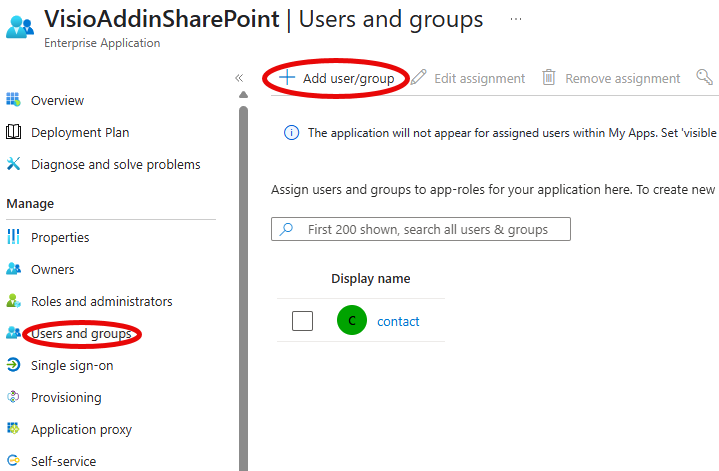 VisioAddinSharePoint | Users and groups ...
Enterprise Application
«
Overview
Deployment Plan
Diagnose and solve problems
Manage
Properties
Owners
Roles and administrators
Users and groups
Single sign-on
Provisioning
Application proxy
Self-service
Add user/group Edit assignment Remove assignment
The application will not appear for assigned users within My Apps. Set 'visible
Assign users and groups to app-roles for your application here. To create new
First 200 shown, search all users & groups
Display name
C contact